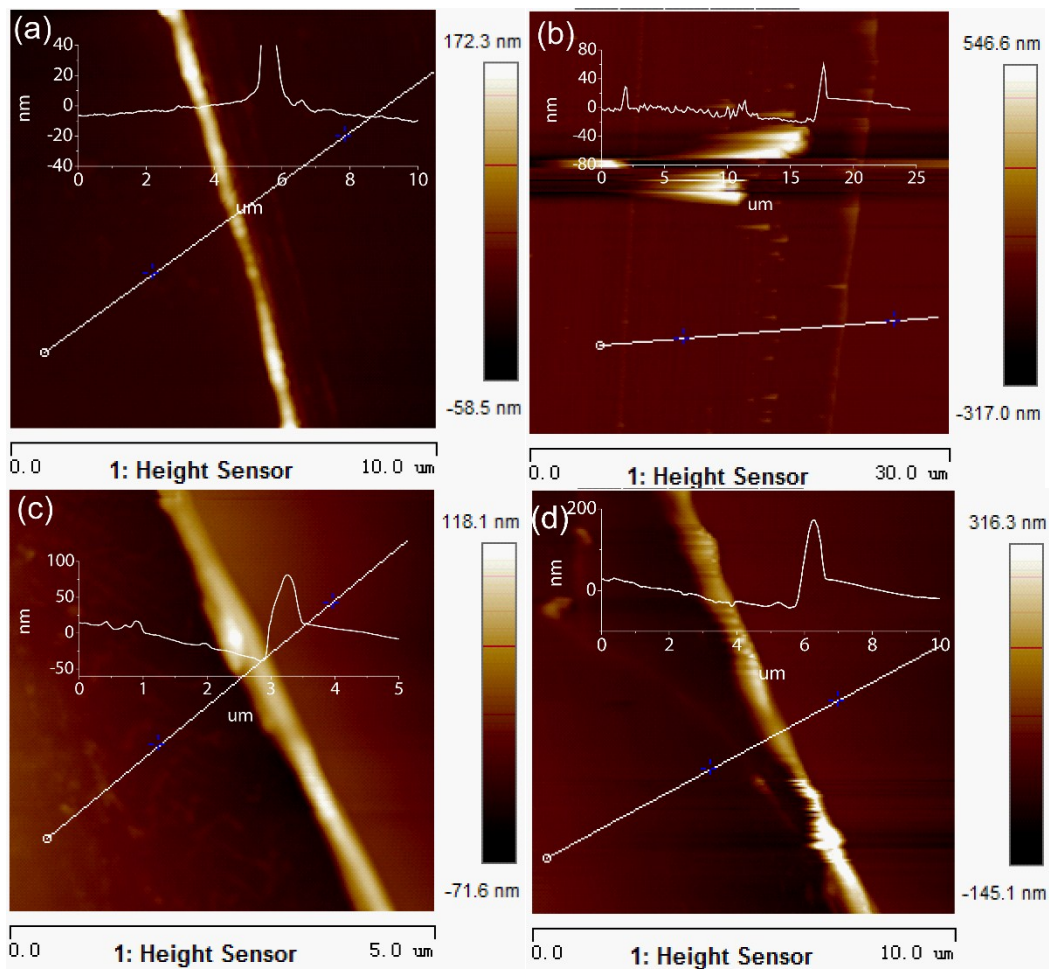 (a)
172.3 nm
40
20
0
-20
-40
nm
0 2 4 6 8 10
um
-58.5 nm
0.0 1: Height Sensor 10.0 um
(b)
546.6 nm
80
40
0
-40
-80
nm
0 5 10 15 20 25
um
-317.0 nm
0.0 1: Height Sensor 30.0 um
(c)
118.1 nm
100
50
0
-50
nm
0 1 2 3 4 5
um
-71.6 nm
0.0 1: Height Sensor 5.0 um
(d)
316.3 nm
200
0
nm
0 2 4 6 8 10
um
-145.1 nm
0.0 1: Height Sensor 10.0 um